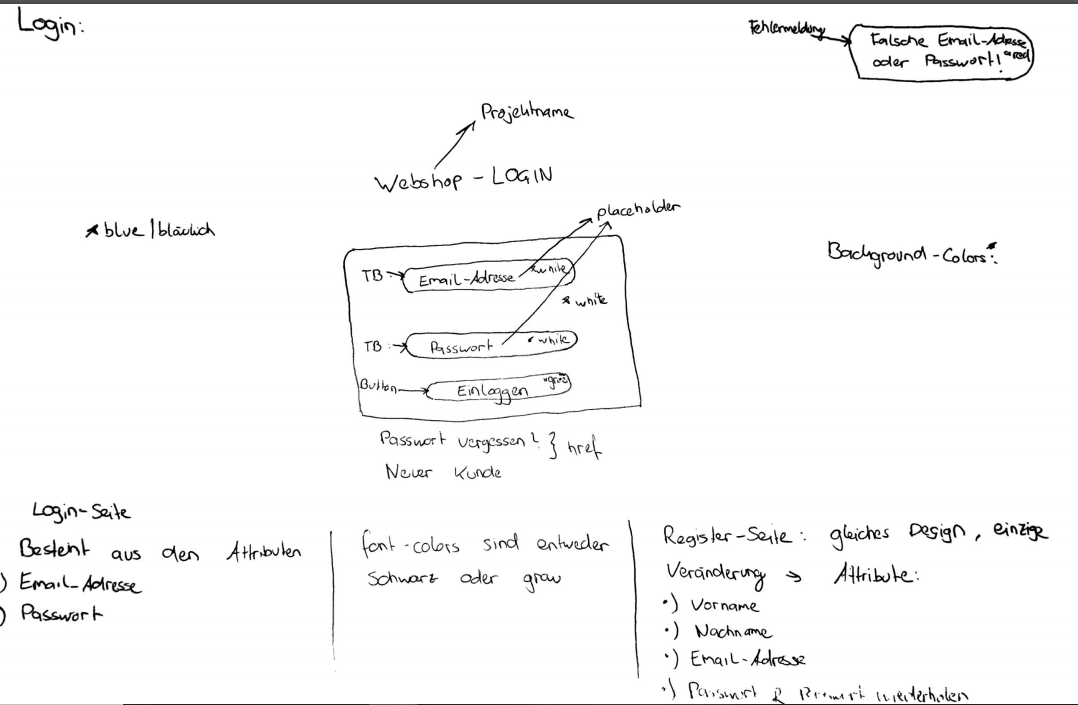 Login:
Fehlermeldung
Falsche Email-Adresse
oder Passwort! *red
Projektname
Webshop - LOGIN
placeholder
*blue/bläulich
Background-Colors*:
TB
Email-Adresse *white
*white
TB
Passwort *white
Button
Einloggen
Passwort vergessen? } href
Neuer Kunde
Login-Seite
Besteht aus den Attributen
) Email-Adresse
) Passwort
font-colors sind entweder
Schwarz oder grau
Register-Seite: gleiches Design, einzige
Veränderung → Attribute:
•) Vorname
•) Nachname
•) Email-Adresse
•) Passwort & Passwort wiederholen